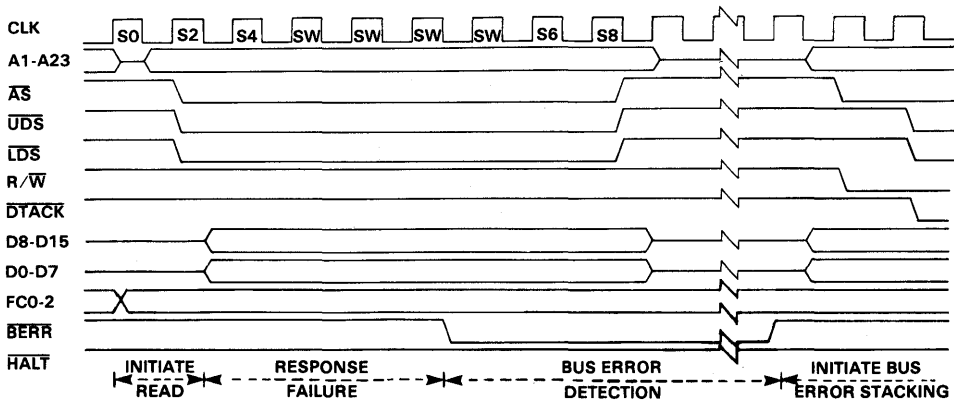 CLK
S0 S2 S4 SW SW SW SW S6 S8
A1-A23
AS
UDS
LDS
R/W
DTACK
D8-D15
D0-D7
FC0-2
BERR
HALT
INITIATE
READ
RESPONSE
FAILURE
BUS ERROR
DETECTION
INITIATE BUS
ERROR STACKING